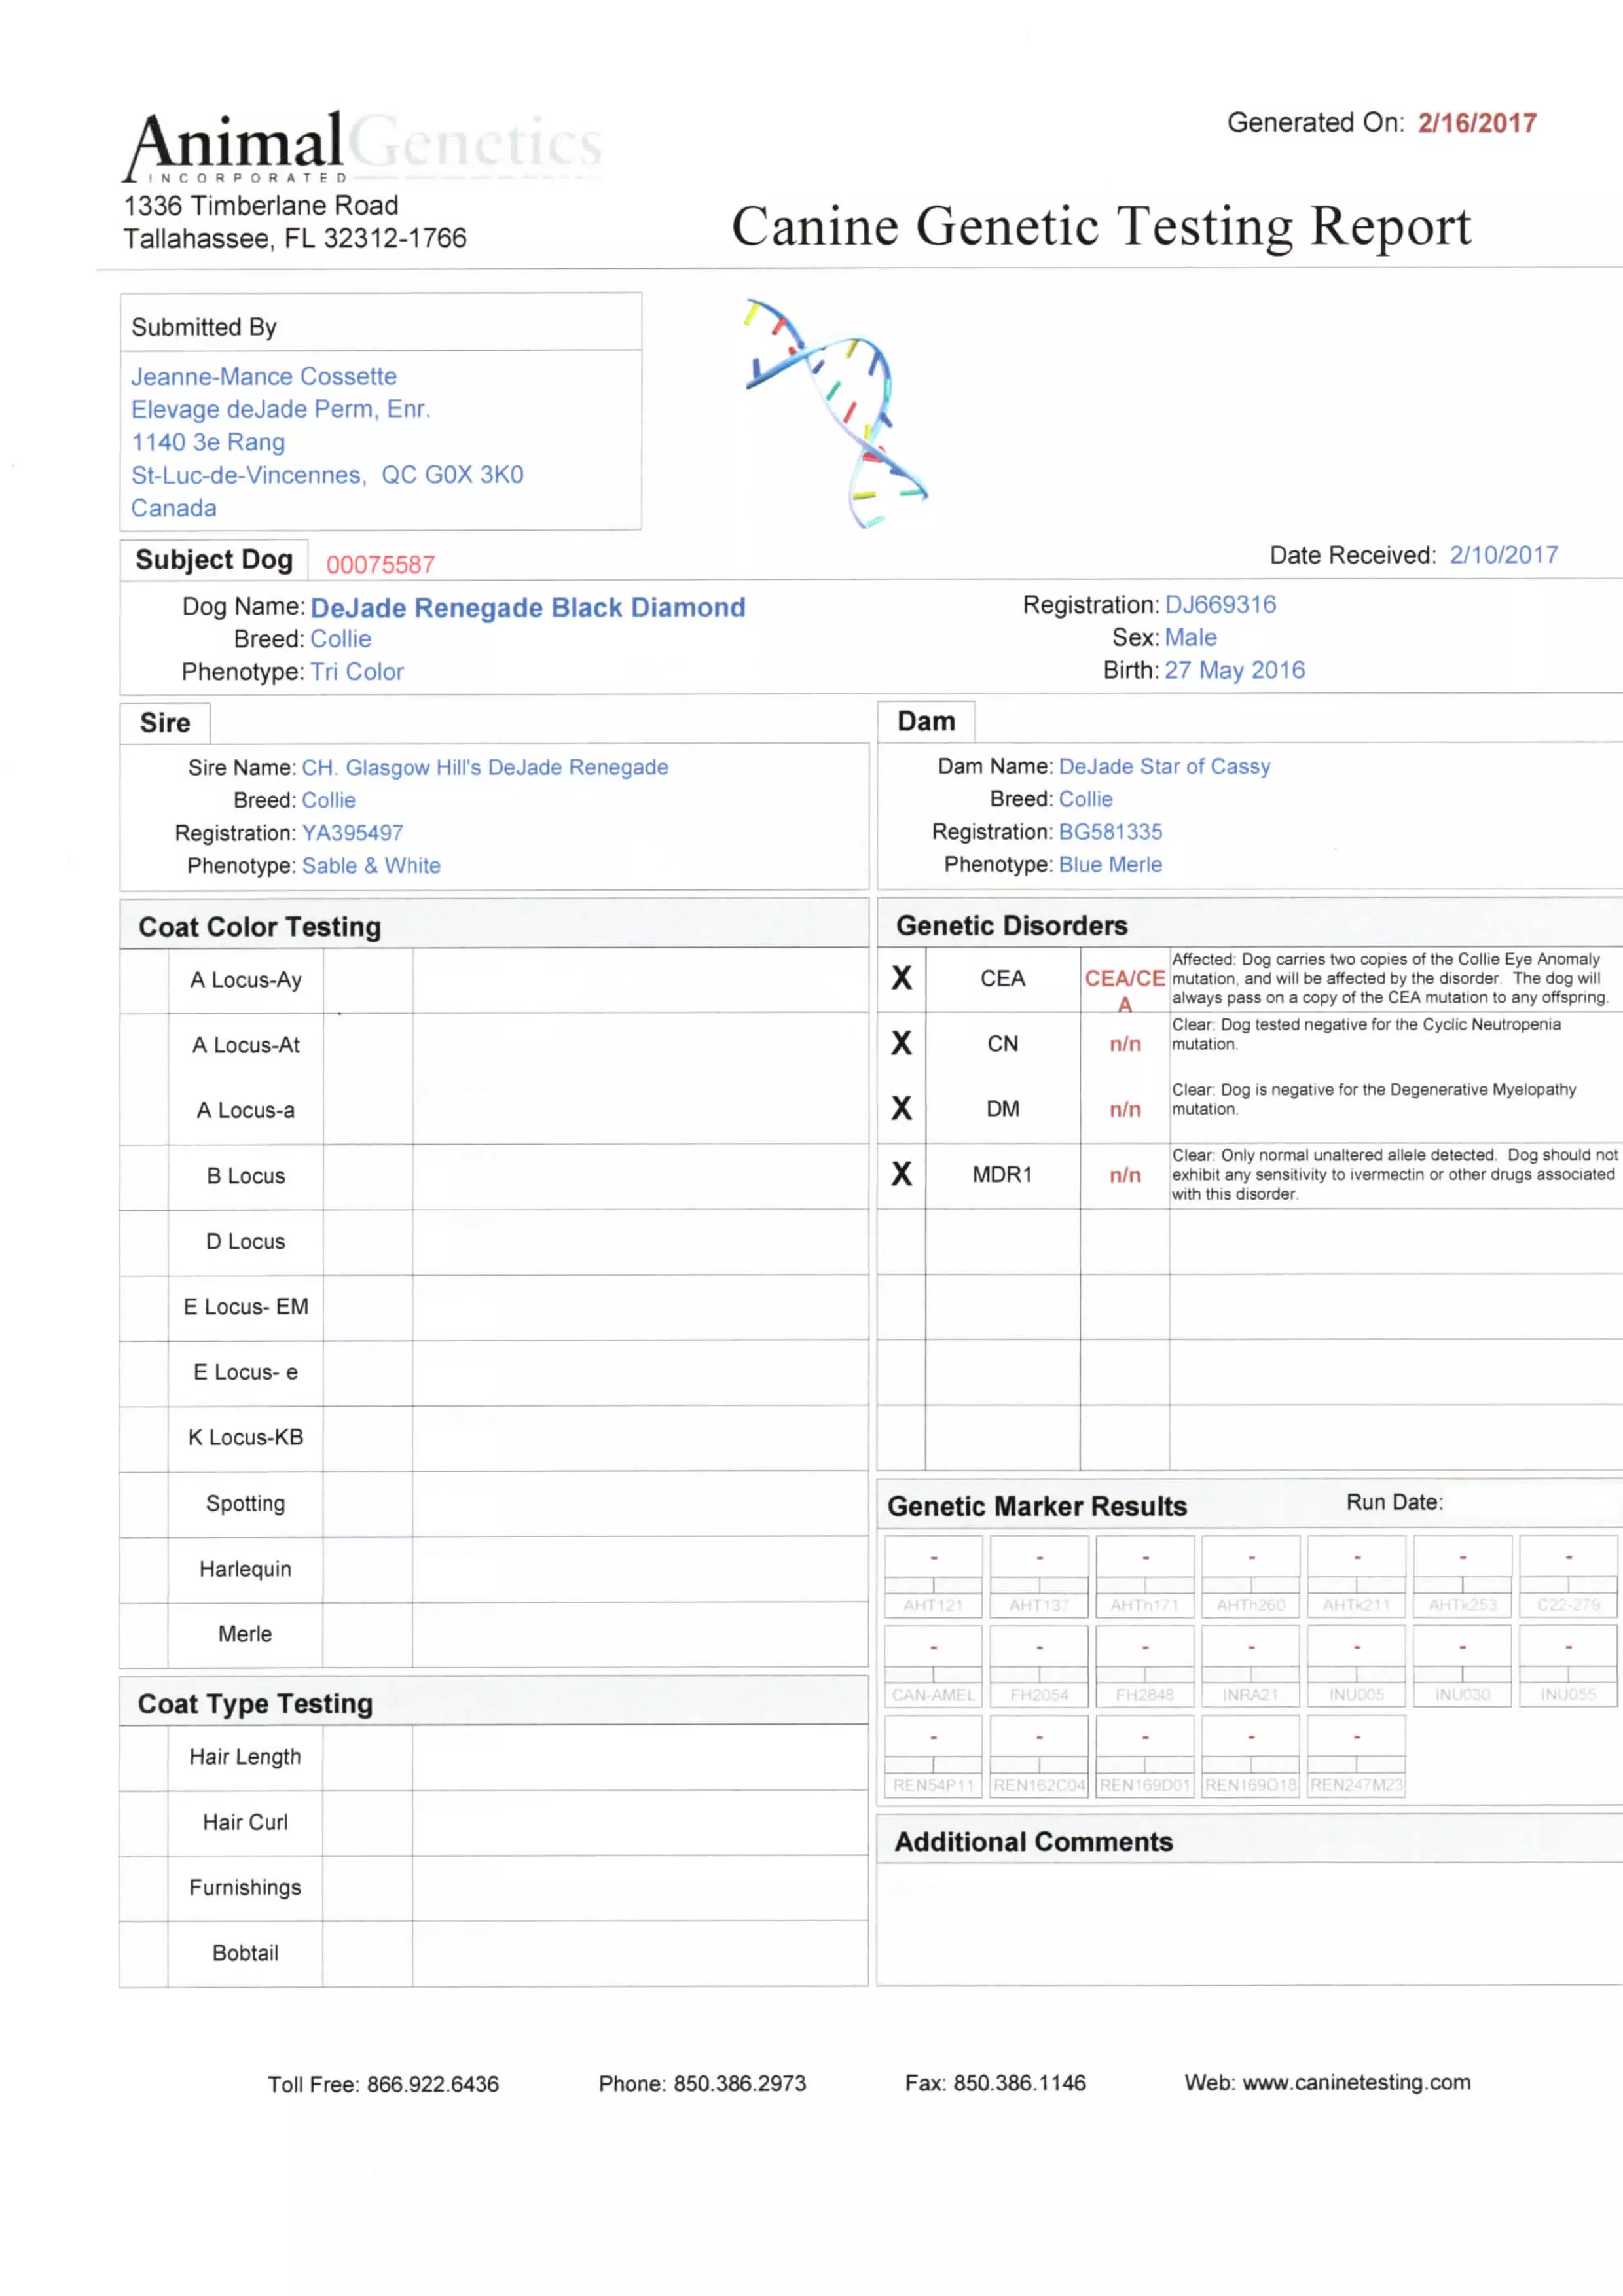 Animal Genetics
INCORPORATED
1336 Timberlane Road
Tallahassee, FL 32312-1766
Generated On: 2/16/2017
Canine Genetic Testing Report
Submitted By
Jeanne-Mance Cossette
Elevage deJade Perm, Enr.
1140 3e Rang
St-Luc-de-Vincennes, QC G0X 3K0
Canada
Subject Dog 00075587
Date Received: 2/10/2017
Dog Name: DeJade Renegade Black Diamond
Breed: Collie
Phenotype: Tri Color
Registration: DJ669316
Sex: Male
Birth: 27 May 2016
Sire
Sire Name: CH. Glasgow Hill's DeJade Renegade
Breed: Collie
Registration: YA395497
Phenotype: Sable & White
Dam
Dam Name: DeJade Star of Cassy
Breed: Collie
Registration: BG581335
Phenotype: Blue Merle
Coat Color Testing
A Locus-Ay
A Locus-At
A Locus-a
B Locus
D Locus
E Locus- EM
E Locus- e
K Locus-KB
Spotting
Harlequin
Merle
Coat Type Testing
Hair Length
Hair Curl
Furnishings
Bobtail
Genetic Disorders
X CEA CEA/CE
A
Affected: Dog carries two copies of the Collie Eye Anomaly
mutation, and will be affected by the disorder. The dog will
always pass on a copy of the CEA mutation to any offspring.
X CN n/n
Clear: Dog tested negative for the Cyclic Neutropenia
mutation.
X DM n/n
Clear: Dog is negative for the Degenerative Myelopathy
mutation.
X MDR1 n/n
Clear: Only normal unaltered allele detected. Dog should not
exhibit any sensitivity to ivermectin or other drugs associated
with this disorder.
Genetic Marker Results Run Date:
- - - - - - -
AHT121 AHT137 AHTh171 AHTh260 AHTk211 AHTk253 C22-279
- - - - - - -
CAN-AMEL FH2054 FH2848 INRA21 INU005 INU030 INU055
- - - - -
REN54P11 REN162C04 REN169D01 REN169O18 REN247M23
Additional Comments
Toll Free: 866.922.6436 Phone: 850.386.2973 Fax: 850.386.1146 Web: www.caninetesting.com